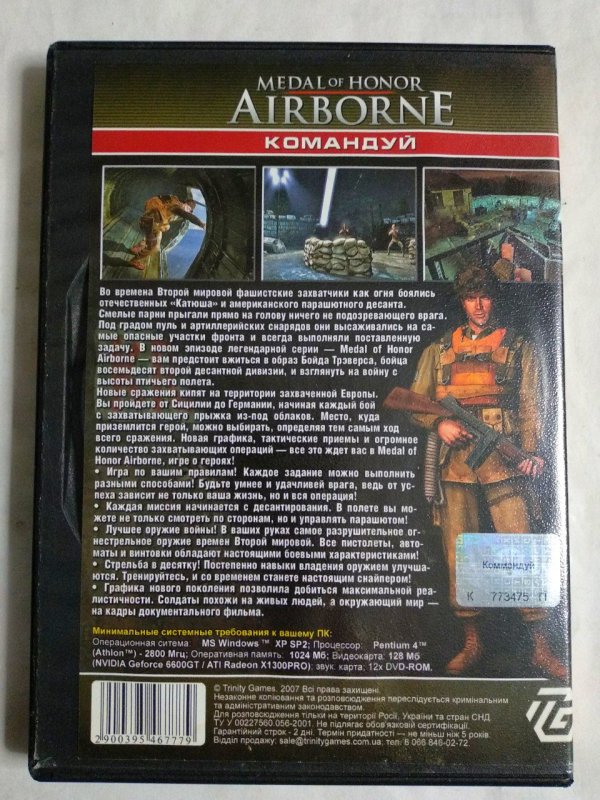 MEDAL OF HONOR
AIRBORNE
КОМАНДУЙ
Во времена Второй мировой фашистские захватчики как огня боялись
отечественных «Катюша» и американского парашютного десанта.
Смелые парни прыгали прямо на голову ничего не подозревающего врага.
Под градом пуль и артиллерийских снарядов они высаживались на са-
мые опасные участки фронта и всегда выполняли поставленную
задачу. В новом эпизоде легендарной серии — Medal of Honor
Airborne — вам предстоит вжиться в образ Бойда Трэверса, бойца
восемьдесят второй десантной дивизии, и взглянуть на войну с
высоты птичьего полета.
Новые сражения кипят на территории захваченной Европы.
Вы пройдете от Сицилии до Германии, начиная каждый бой
с захватывающего прыжка из-под облаков. Место, куда
приземлится герой, можно выбирать, определяя тем самым ход
всего сражения. Новая графика, тактические приемы и огромное
количество захватывающих операций — все это ждет вас в Medal of
Honor Airborne, игре о героях!
• Игра по вашим правилам! Каждое задание можно выполнить
разными способами! Будьте умнее и удачливей врага, ведь от ус-
пеха зависит не только ваша жизнь, но и вся операция!
• Каждая миссия начинается с десантирования. В полете вы мо-
жете не только смотреть по сторонам, но и управлять парашютом!
• Лучшее оружие войны! В ваших руках самое разрушительное ог-
нестрельное оружие времен Второй мировой. Все пистолеты, авто-
маты и винтовки обладают настоящими боевыми характеристиками!
• Стрельба в десятку! Постепенно навыки владения оружием улучша-
ются. Тренируйтесь, и со временем станете настоящим снайпером!
• Графика нового поколения позволила добиться максимальной реа-
листичности. Солдаты похожи на живых людей, а окружающий мир —
на кадры документального фильма.
Коммандуй
К 773475 П
Минимальные системные требования к вашему ПК:
Операционная ситема: MS Windows™ XP SP2; Процессор: Pentium 4™
(Athlon™) - 2800 Мгц; Оперативная память: 1024 Мб; Видеокарта: 128 Мб
(NVIDIA Geforce 6600GT / ATI Radeon X1300PRO); звук. карта: 12x DVD-ROM.
2900395467779
© Trinity Games. 2007 Всі права захищені.
Незаконне копіювання та розповсюдження переслідується кримінальним
та адміністративним законодавством.
Для розповсюдження тільки на території Росії, України та стран СНД
ТУ У 00227560.056-2001. Не підлягає обов'язковій сертифікації.
Гарантійний строк - 2 дні. Термін придатності — не меньш ніж 5 років.
Відділ продажу: sale@trinitygames.com.ua, тел: 8 066 846-02-72.
TG